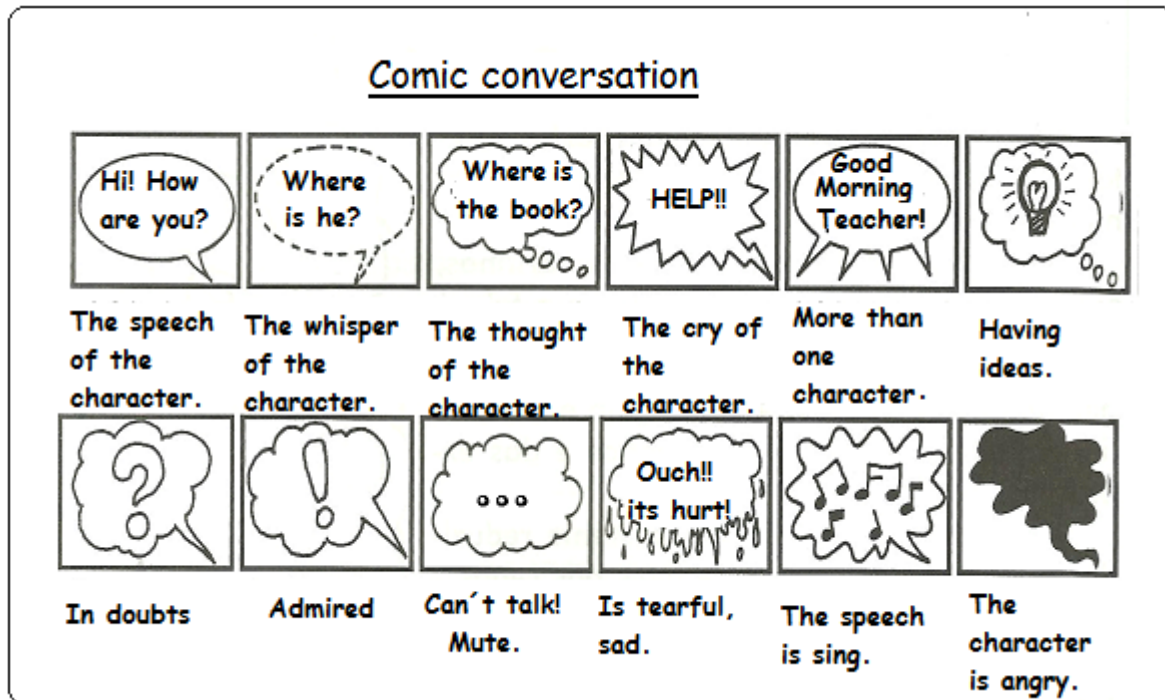 Comic conversation
Hi! How
are you?
Where
is he?
Where is
the book?
HELP!!
Good
Morning
Teacher!
The speech
of the
character.
The whisper
of the
character.
The thought
of the
character.
The cry of
the
character.
More than
one
character.
Having
ideas.
?
!
...
Ouch!!
its hurt!
In doubts
Admired
Can´t talk!
Mute.
Is tearful,
sad.
The speech
is sing.
The
character
is angry.